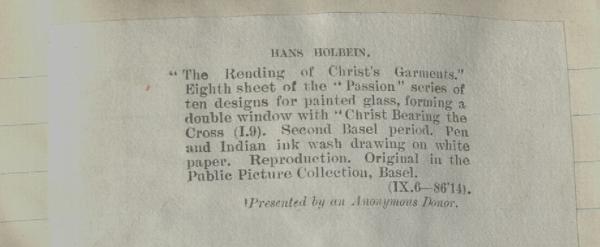 HANS HOLBEIN.
"The Rending of Christ's Garments."
Eighth sheet of the "Passion" series of
ten designs for painted glass, forming a
double window with "Christ Bearing the
Cross (I.9). Second Basel period. Pen
and Indian ink wash drawing on white
paper. Reproduction. Original in the
Public Picture Collection, Basel.
(IX.6—86'14).
Presented by an Anonymous Donor.